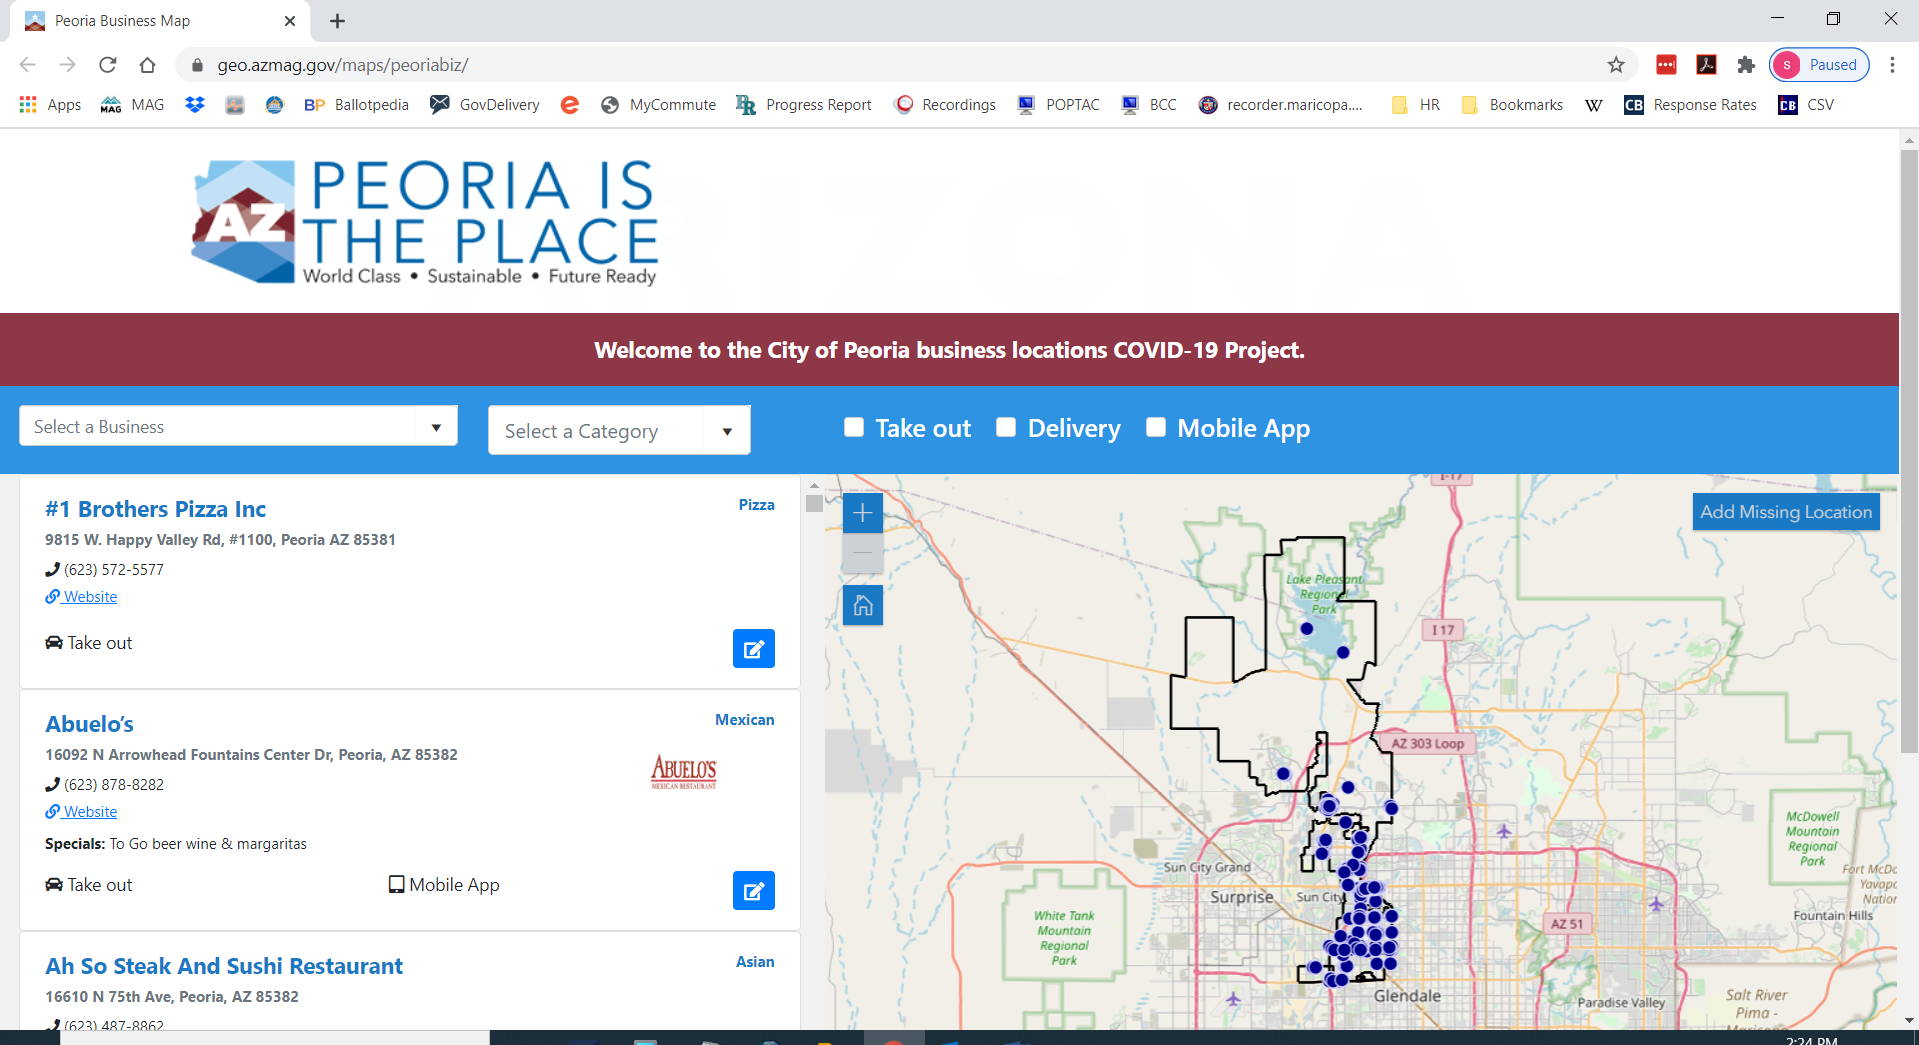 Peoria Business Map
geo.azmag.gov/maps/peoriabiz/
S Paused
Apps
MAG MAG
BP Ballotpedia
GovDelivery
MyCommute
Progress Report
Recordings
POPTAC
BCC
recorder.maricopa....
HR
Bookmarks
W
CB Response Rates
CB CSV
AZ
PEORIA IS
THE PLACE
World Class • Sustainable • Future Ready
Welcome to the City of Peoria business locations COVID-19 Project.
Select a Business
Select a Category
Take out
Delivery
Mobile App
#1 Brothers Pizza Inc
Pizza
9815 W. Happy Valley Rd, #1100, Peoria AZ 85381
(623) 572-5577
Website
Take out
Abuelo’s
Mexican
16092 N Arrowhead Fountains Center Dr, Peoria, AZ 85382
(623) 878-8282
Website
ABUELO'S
MEXICAN RESTAURANT
Specials: To Go beer wine & margaritas
Take out
Mobile App
Ah So Steak And Sushi Restaurant
Asian
16610 N 75th Ave, Peoria, AZ 85382
(623) 487-8862
Add Missing Location
I-17
Lake Pleasant
Regional
Park
I 17
AZ 303 Loop
McDowell
Mountain
Regional
Park
Sun City Grand
Surprise
Sun City
Fort McDo
Yavapa
Nation
Fountain Hills
White Tank
Mountain
Regional
Park
AZ 51
Glendale
Paradise Valley
Salt River
Pima -
2:24 PM